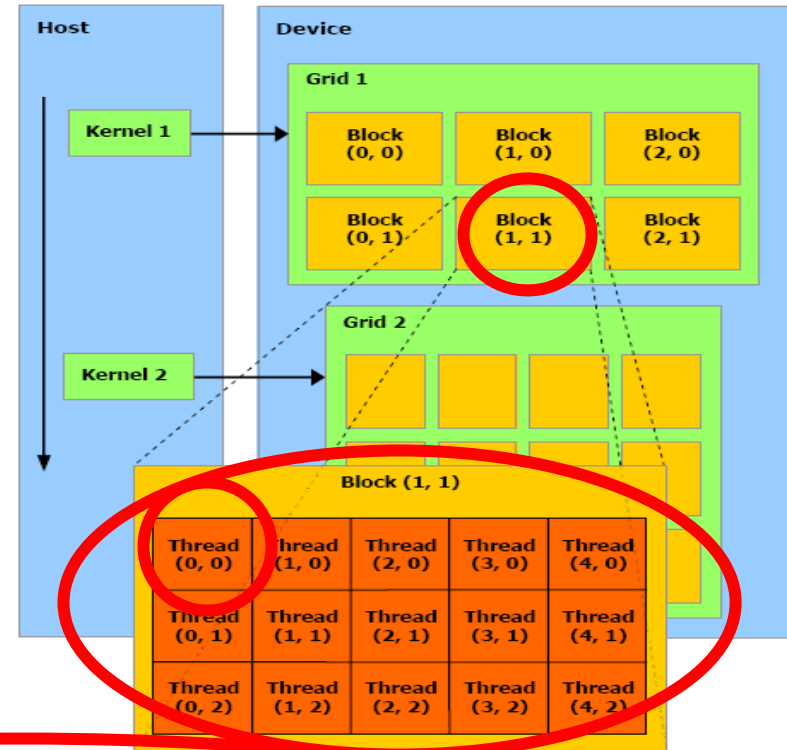 Host
Device
Grid 1
Kernel 1
Block
(0, 0)
Block
(1, 0)
Block
(2, 0)
Block
(0, 1)
Block
(1, 1)
Block
(2, 1)
Grid 2
Kernel 2
Block (1, 1)
Thread
(0, 0)
Thread
(1, 0)
Thread
(2, 0)
Thread
(3, 0)
Thread
(4, 0)
Thread
(0, 1)
Thread
(1, 1)
Thread
(2, 1)
Thread
(3, 1)
Thread
(4, 1)
Thread
(0, 2)
Thread
(1, 2)
Thread
(2, 2)
Thread
(3, 2)
Thread
(4, 2)